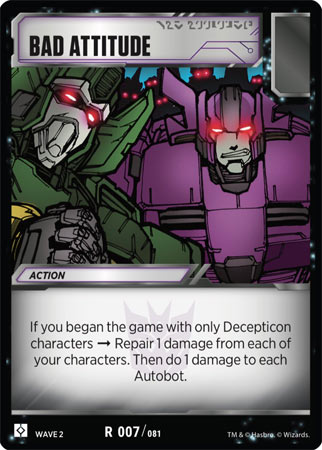 BAD ATTITUDE
ACTION
If you began the game with only Decepticon
characters → Repair 1 damage from each of
your characters. Then do 1 damage to each
Autobot.
WAVE 2 R 007/081 TM & © Hasbro. © Wizards.